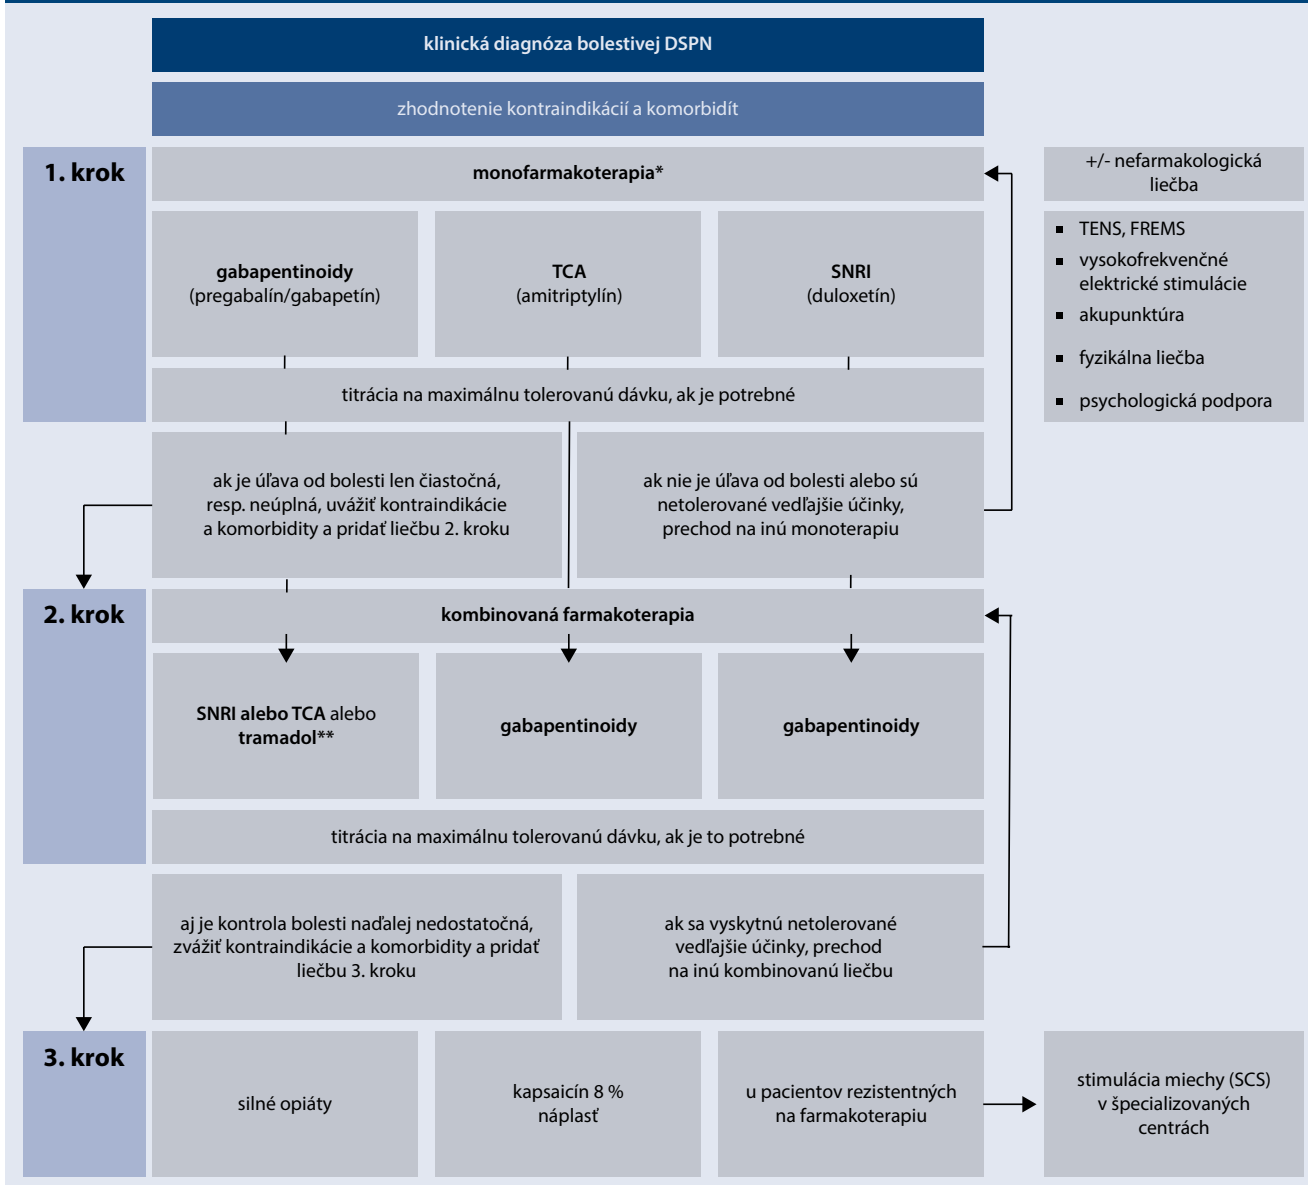 klinická diagnóza bolestivej DSPN
zhodnotenie kontraindikácií a komorbidít
1. krok
monofarmakoterapia*
+/- nefarmakologická
liečba
gabapentinoidy
(pregabalín/gabapetín)
TCA
(amitriptylín)
SNRI
(duloxetín)
TENS, FREMS
vysokofrekvenčné
elektrické stimulácie
akupunktúra
fyzikálna liečba
psychologická podpora
titrácia na maximálnu tolerovanú dávku, ak je potrebné
ak je úľava od bolesti len čiastočná,
resp. neúplná, uvážiť kontraindikácie
a komorbidity a pridať liečbu 2. kroku
ak nie je úľava od bolesti alebo sú
netolerované vedľajšie účinky,
prechod na inú monoterapiu
2. krok
kombinovaná farmakoterapia
SNRI alebo TCA alebo
tramadol**
gabapentinoidy
gabapentinoidy
titrácia na maximálnu tolerovanú dávku, ak je to potrebné
aj je kontrola bolesti naďalej nedostatočná,
zvážiť kontraindikácie a komorbidity a pridať
liečbu 3. kroku
ak sa vyskytnú netolerované
vedľajšie účinky, prechod
na inú kombinovanú liečbu
3. krok
silné opiáty
kapsaicín 8 %
náplasť
u pacientov rezistentných
na farmakoterapiu
stimulácia miechy (SCS)
v špecializovaných
centrách